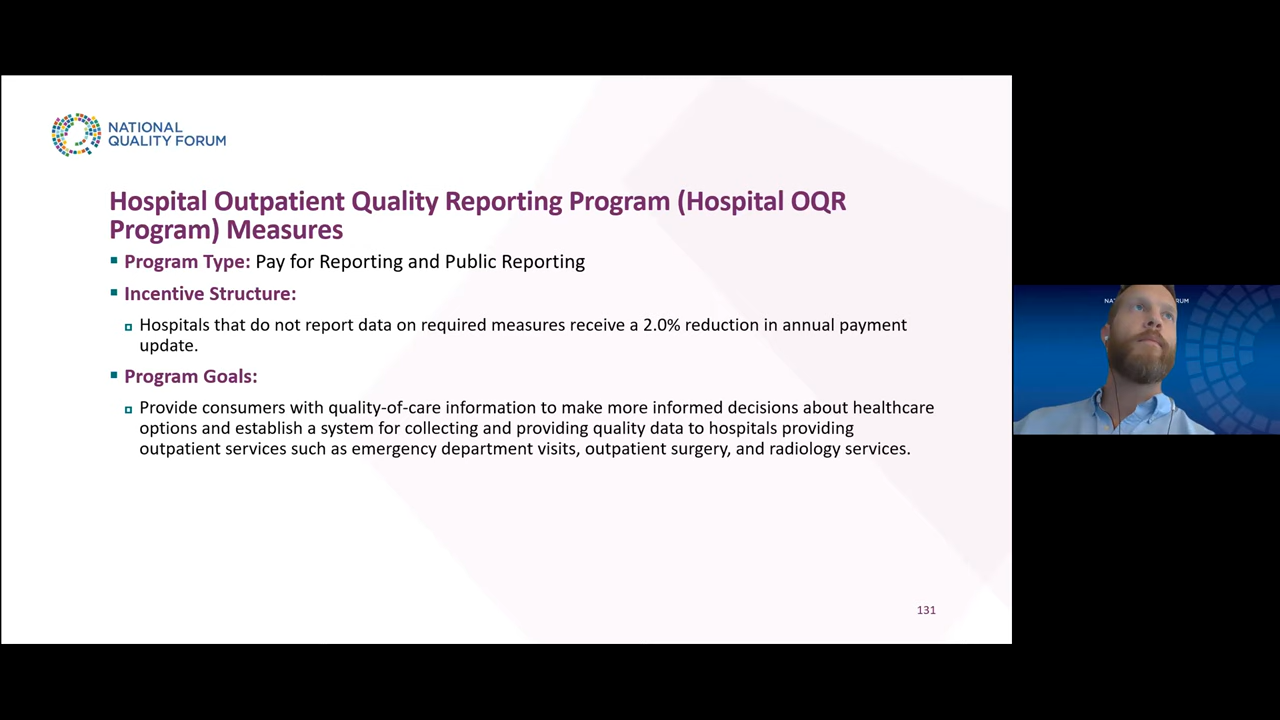 NATIONAL
QUALITY FORUM
Hospital Outpatient Quality Reporting Program (Hospital OQR
Program) Measures
Program Type: Pay for Reporting and Public Reporting
Incentive Structure:
Hospitals that do not report data on required measures receive a 2.0% reduction in annual payment
update.
Program Goals:
Provide consumers with quality-of-care information to make more informed decisions about healthcare
options and establish a system for collecting and providing quality data to hospitals providing
outpatient services such as emergency department visits, outpatient surgery, and radiology services.
131